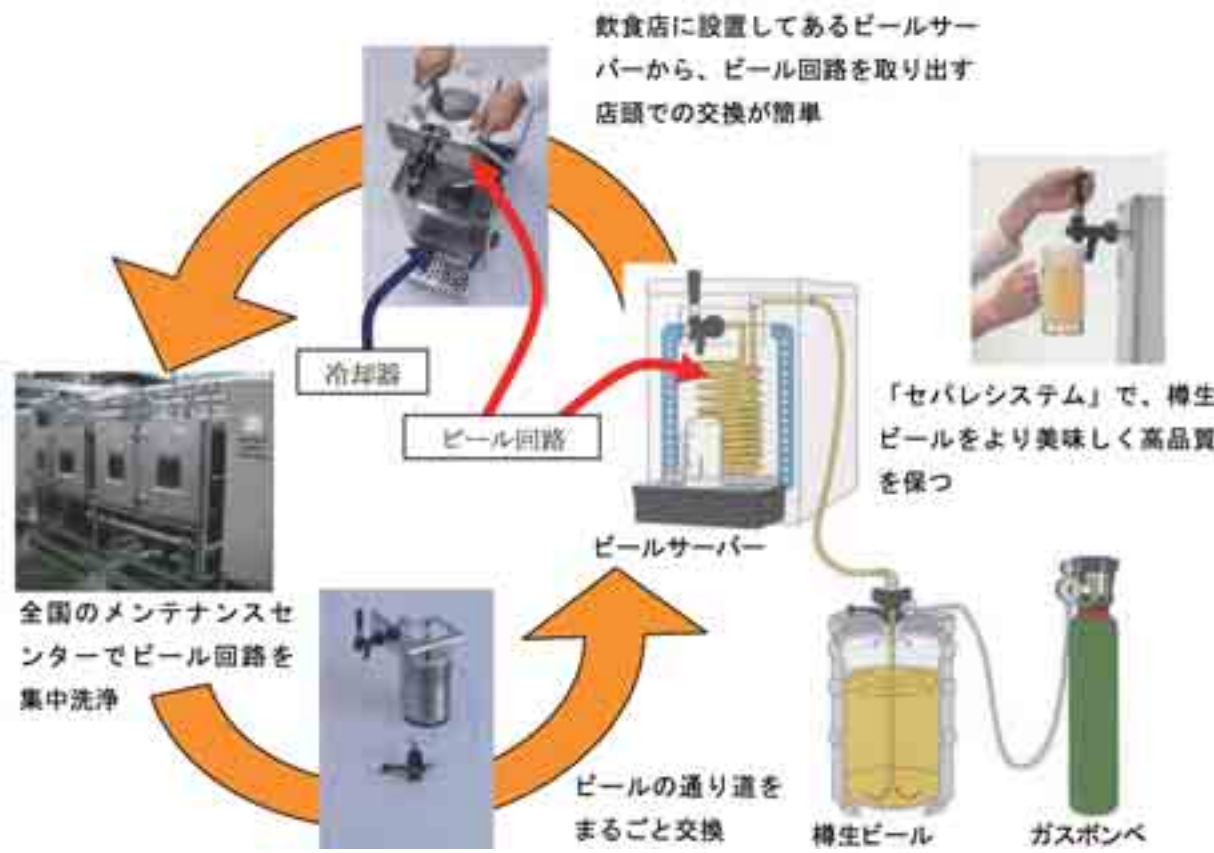 飲食店に設置してあるビールサー
バーから、ビール回路を取り出す
店頭での交換が簡単
冷却器
ビール回路
「セパレシステム」で、樽生
ビールをより美味しく高品質
を保つ
ビールサーバー
全国のメンテナンスセ
ンターでビール回路を
集中洗浄
ビールの通り道を
まるごと交換
樽生ビール
ガスボンベ